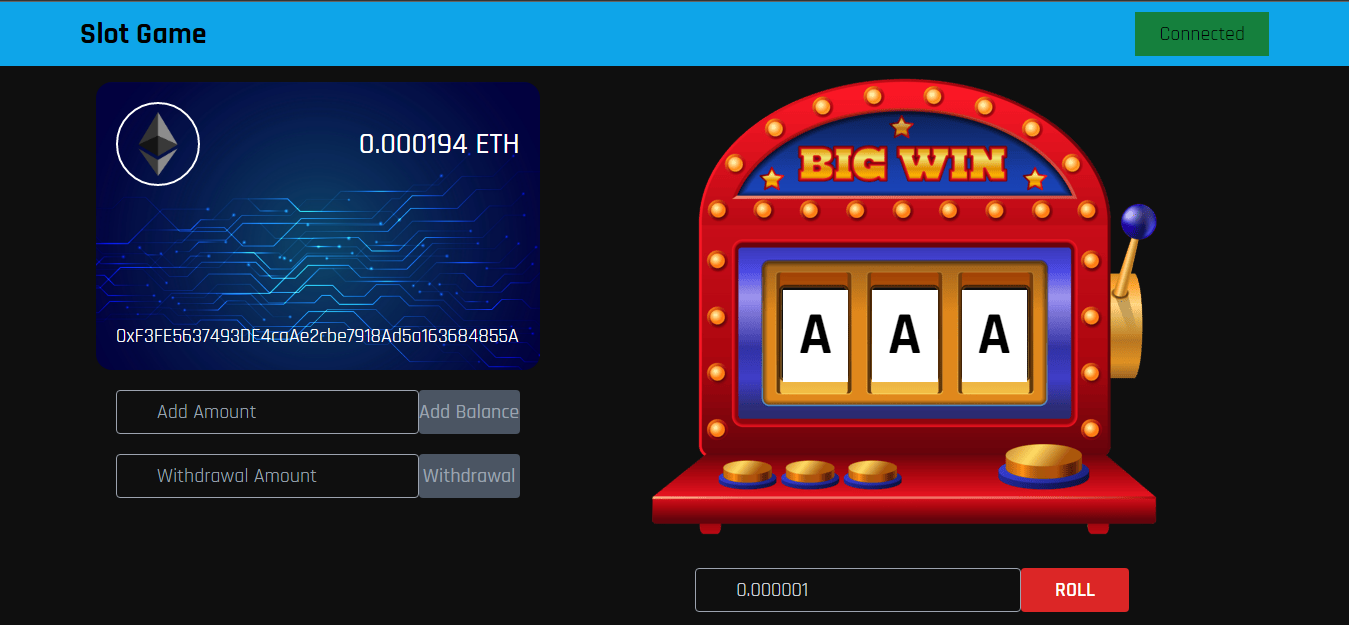 Slot Game
Connected
0.000194 ETH
0xF3FE5637493DE4caAe2cbe7918Ad5a163684855A
Add Amount
Add Balance
Withdrawal Amount
Withdrawal
BIG WIN
A A A
0.000001
ROLL